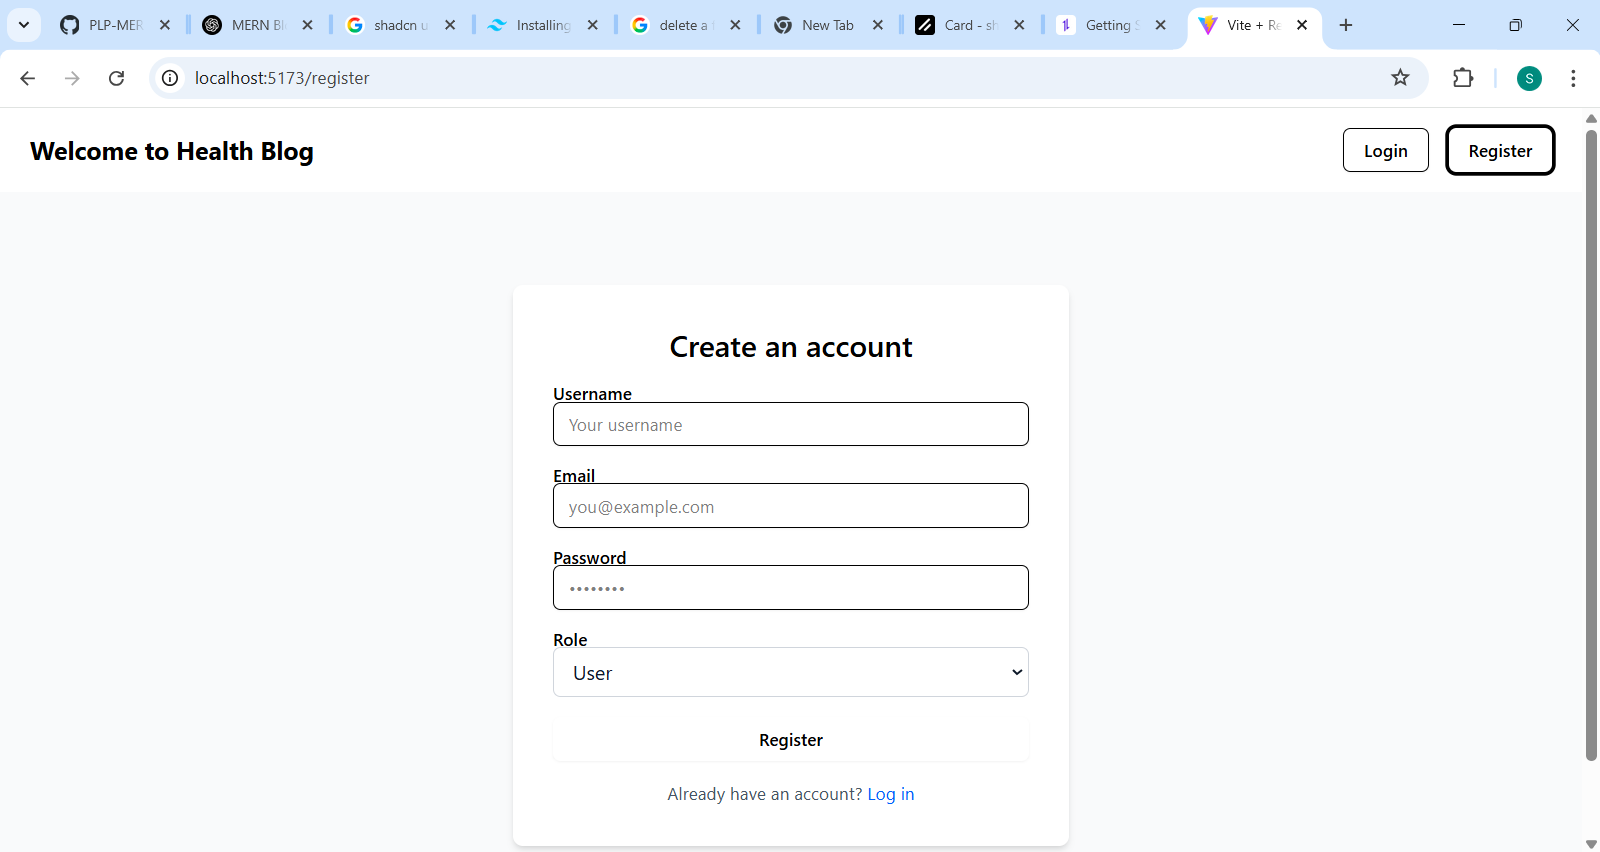 PLP-MER
MERN Bl
shadcn u
Installing
delete a f
New Tab
Card - sh
Getting S
Vite + Re
localhost:5173/register
S
Welcome to Health Blog
Login
Register
Create an account
Username
Your username
Email
you@example.com
Password
••••••••
Role
User
Register
Already have an account? Log in